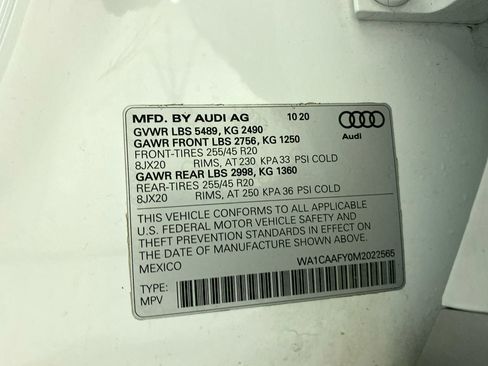 MFD. BY AUDI AG 10 20
GVWR LBS 5489, KG 2490
GAWR FRONT LBS 2756, KG 1250
FRONT-TIRES 255/45 R20
8JX20 RIMS, AT 230 KPA 33 PSI COLD
GAWR REAR LBS 2998, KG 1360
REAR-TIRES 255/45 R20
8JX20 RIMS, AT 250 KPA 36 PSI COLD
Audi
THIS VEHICLE CONFORMS TO ALL APPLICABLE
U.S. FEDERAL MOTOR VEHICLE SAFETY AND
THEFT PREVENTION STANDARDS IN EFFECT ON
THE DATE OF MANUFACTURE SHOWN ABOVE.
MEXICO
WA1CAAFY0M2022565
TYPE:
MPV